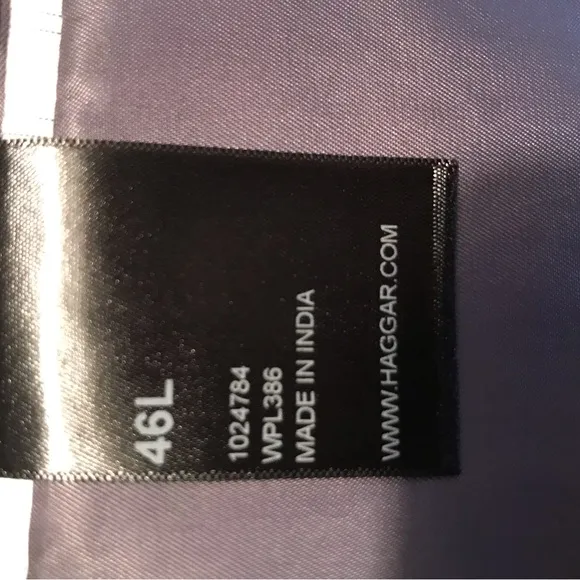 46L
1024784
WPL386
MADE IN INDIA
WWW.HAGGAR.COM